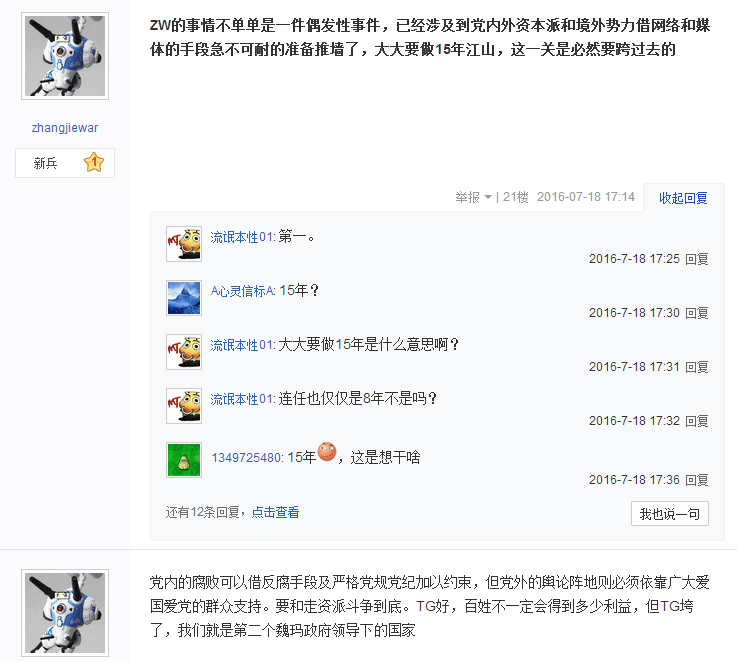 ZW的事情不单单是一件偶发性事件，已经涉及到党内外资本派和境外势力借网络和媒
体的手段急不可耐的准备推墙了，大大要做15年江山，这一关是必然要跨过去的
zhangjiewar
新兵 1
举报 | 21楼 2016-07-18 17:14 收起回复
流氓本性01: 第一。
2016-7-18 17:25 回复
A心灵信标A: 15年？
2016-7-18 17:30 回复
流氓本性01: 大大要做15年是什么意思啊？
2016-7-18 17:31 回复
流氓本性01: 连任也仅仅是8年不是吗？
2016-7-18 17:32 回复
1349725480: 15年，这是想干啥
2016-7-18 17:36 回复
还有12条回复，点击查看
我也说一句
党内的腐败可以借反腐手段及严格党规党纪加以约束，但党外的舆论阵地则必须依靠广大爱
国爱党的群众支持。要和走资派斗争到底。TG好，百姓不一定会得到多少利益，但TG垮
了，我们就是第二个魏玛政府领导下的国家